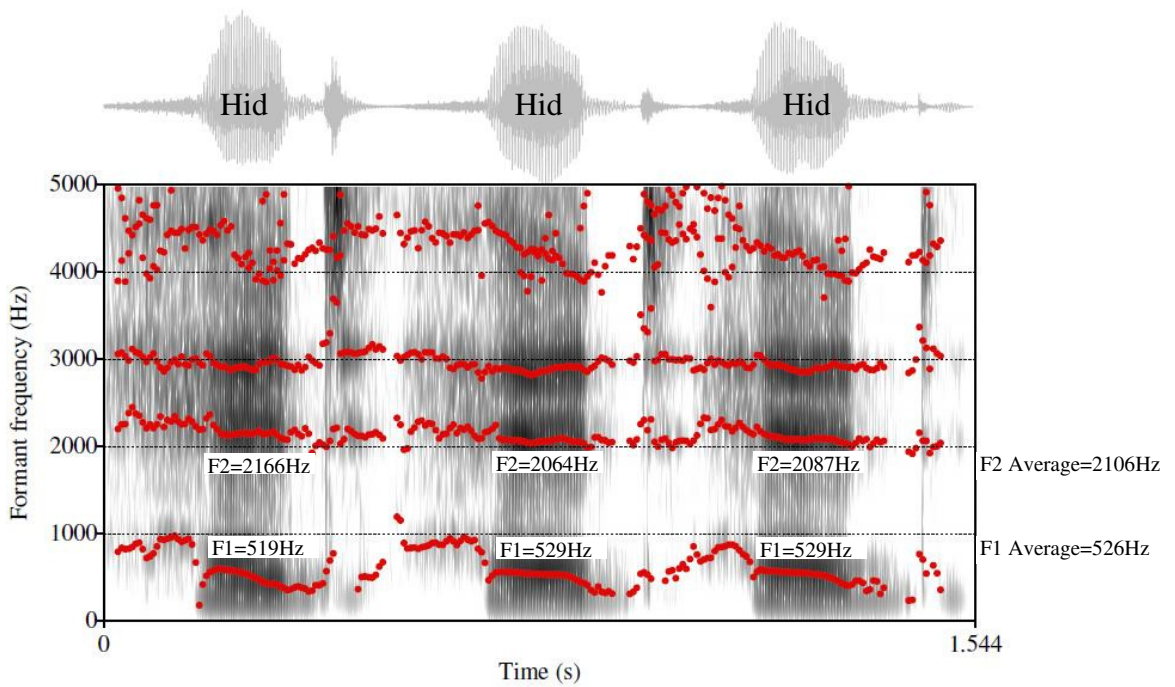 Hid Hid Hid
5000
4000
3000
2000
1000
0
Formant frequency (Hz)
F2=2166Hz F2=2064Hz F2=2087Hz F2 Average=2106Hz
F1=519Hz F1=529Hz F1=529Hz F1 Average=526Hz
0 1.544
Time (s)